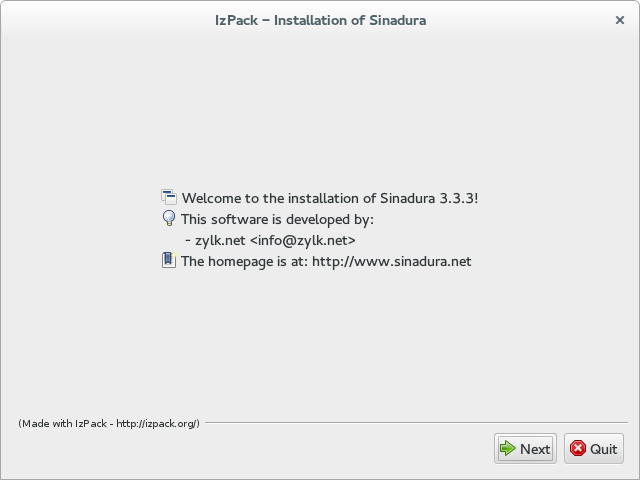 IzPack – Installation of Sinadura
Welcome to the installation of Sinadura 3.3.3!
This software is developed by:
- zylk.net <info@zylk.net>
The homepage is at: http://www.sinadura.net
(Made with IzPack - http://izpack.org/)
Next
Quit